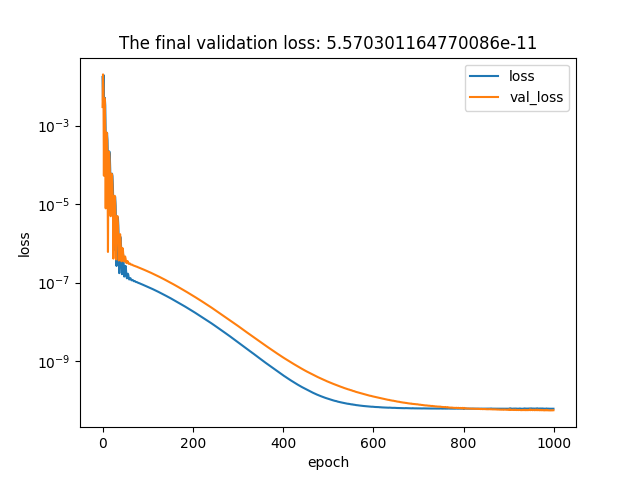 The final validation loss: 5.570301164770086e-11
loss
val_loss
10⁻³
10⁻⁵
10⁻⁷
10⁻⁹
loss
0
200
400
600
800
1000
epoch